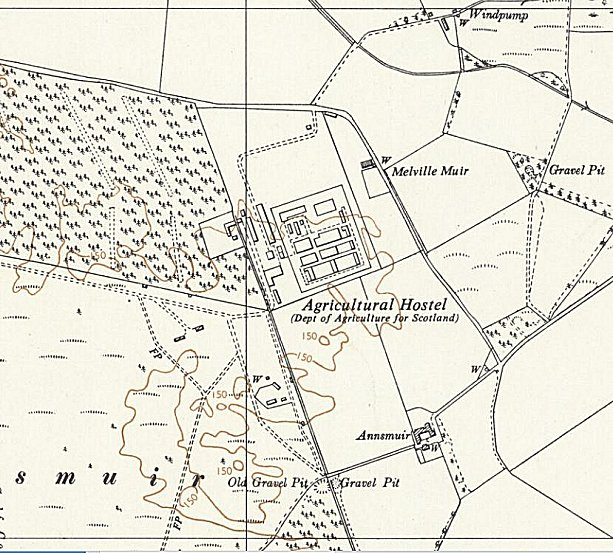 Windpump
W
W
Melville Muir
Gravel Pit
150
Agricultural Hostel
(Dept of Agriculture for Scotland)
150
150
FP
W
W
150
Annsmuir
W
150
s m u i r
Old Gravel Pit
Gravel Pit
150
FP